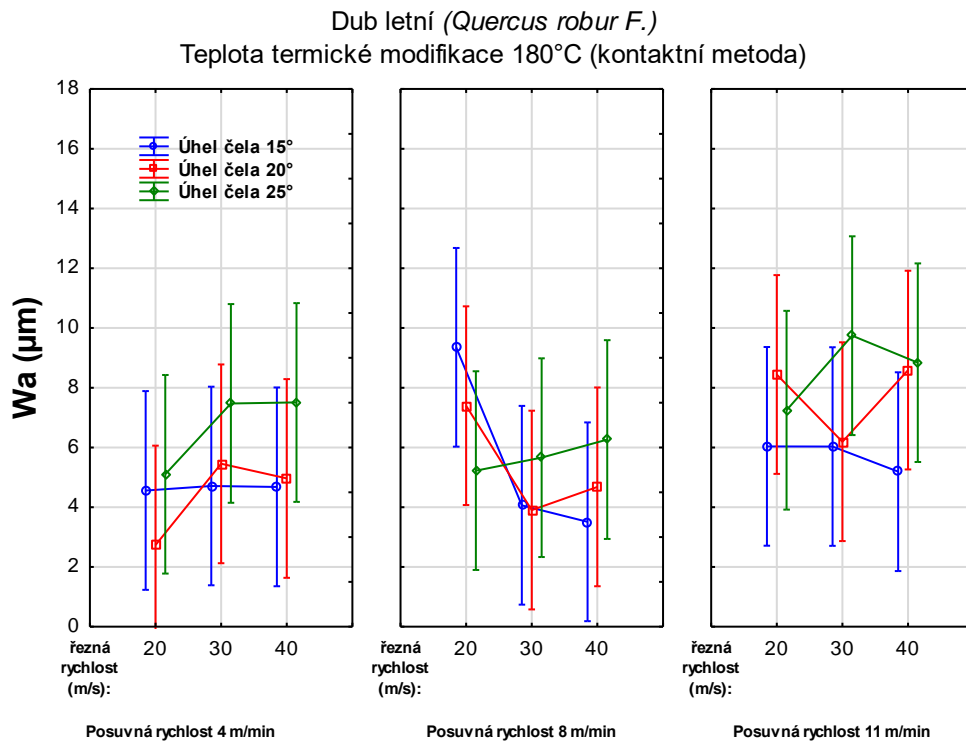 Dub letní (Quercus robur F.)
Teplota termické modifikace 180°C (kontaktní metoda)
Wa (µm)
18
16
14
12
10
8
6
4
2
0
Úhel čela 15°
Úhel čela 20°
Úhel čela 25°
řezná
rychlost
(m/s):
20 30 40
řezná
rychlost
(m/s):
20 30 40
řezná
rychlost
(m/s):
20 30 40
Posuvná rychlost 4 m/min
Posuvná rychlost 8 m/min
Posuvná rychlost 11 m/min